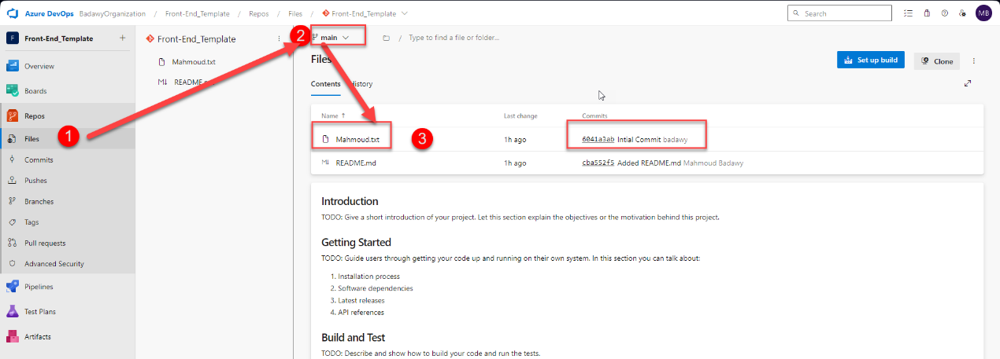 Azure DevOps BadawyOrganization / Front-End_Template / Repos / Files / Front-End_Template
Search
MB
F Front-End_Template +
Overview
Boards
Repos
Files
Commits
Pushes
Branches
Tags
Pull requests
Advanced Security
Pipelines
Test Plans
Artifacts
1
Front-End_Template
Mahmoud.txt
M↓
2
main / Type to find a file or folder...
Files
Set up build Clone
Contents History
Name ↑ Last change Commits
Mahmoud.txt 3 1h ago 6041a3ab Intial Commit badawy
M↓ README.md 1h ago cba552f5 Added README.md Mahmoud Badawy
Introduction
TODO: Give a short introduction of your project. Let this section explain the objectives or the motivation behind this project.
Getting Started
TODO: Guide users through getting your code up and running on their own system. In this section you can talk about:
1. Installation process
2. Software dependencies
3. Latest releases
4. API references
Build and Test
TODO: Describe and show how to build your code and run the tests.